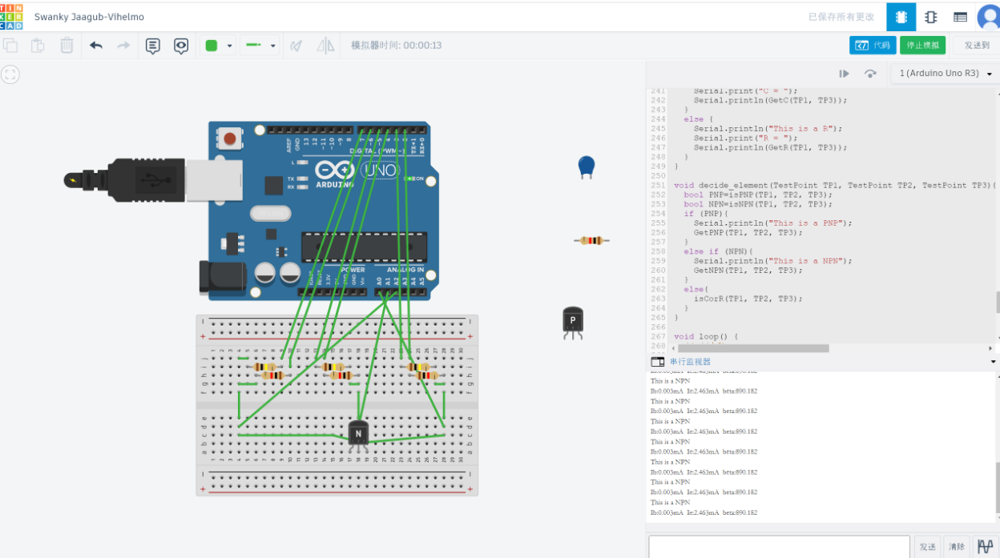 TIN
KER
CAD
Swanky Jaagub-Vihelmo
已保存所有更改
模拟器时间: 00:00:13
代码
停止模拟
发送到
1 (Arduino Uno R3)
241 Serial.print("C = ");
242 Serial.println(GetC(TP1, TP3));
243 }
244 else {
245 Serial.println("This is a R");
246 Serial.print("R = ");
247 Serial.println(GetR(TP1, TP3));
248 }
249 }
250
251 void decide_element(TestPoint TP1, TestPoint TP2, TestPoint TP3){
252 bool PNP=isPNP(TP1, TP2, TP3);
253 bool NPN=isNPN(TP1, TP2, TP3);
254 if (PNP){
255 Serial.println("This is a PNP");
256 GetPNP(TP1, TP2, TP3);
257 }
258 else if (NPN){
259 Serial.println("This is a NPN");
260 GetNPN(TP1, TP2, TP3);
261 }
262 else{
263 isCorR(TP1, TP2, TP3);
264 }
265 }
266
267 void loop() {
268
串行监视器
Ib:0.003mA Ie:2.463mA beta:890.182
This is a NPN
Ib:0.003mA Ie:2.463mA beta:890.182
This is a NPN
Ib:0.003mA Ie:2.463mA beta:890.182
This is a NPN
Ib:0.003mA Ie:2.463mA beta:890.182
This is a NPN
Ib:0.003mA Ie:2.463mA beta:890.182
This is a NPN
Ib:0.003mA Ie:2.463mA beta:890.182
This is a NPN
Ib:0.003mA Ie:2.463mA beta:890.182
This is a NPN
Ib:0.003mA Ie:2.463mA beta:890.182
发送
清除
AREF
GND
13
12
~11
~10
~9
8
7
DIGITAL (PWM~)
TX→1
RX←0
L
TX
RX
ARDUINO
UNO
ON
POWER
ANALOG IN
3.3V
GND
Vin
A0
A1
A2
A4
A5
P
N